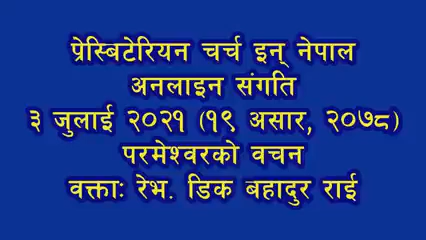 प्रेस्बिटेरियन चर्च इन् नेपाल
अनलाइन संगति
३ जुलाई २०२१ (१९ असार, २०७८)
परमेश्वरको वचन
वक्ताः रेभ. डिक बहादुर राई